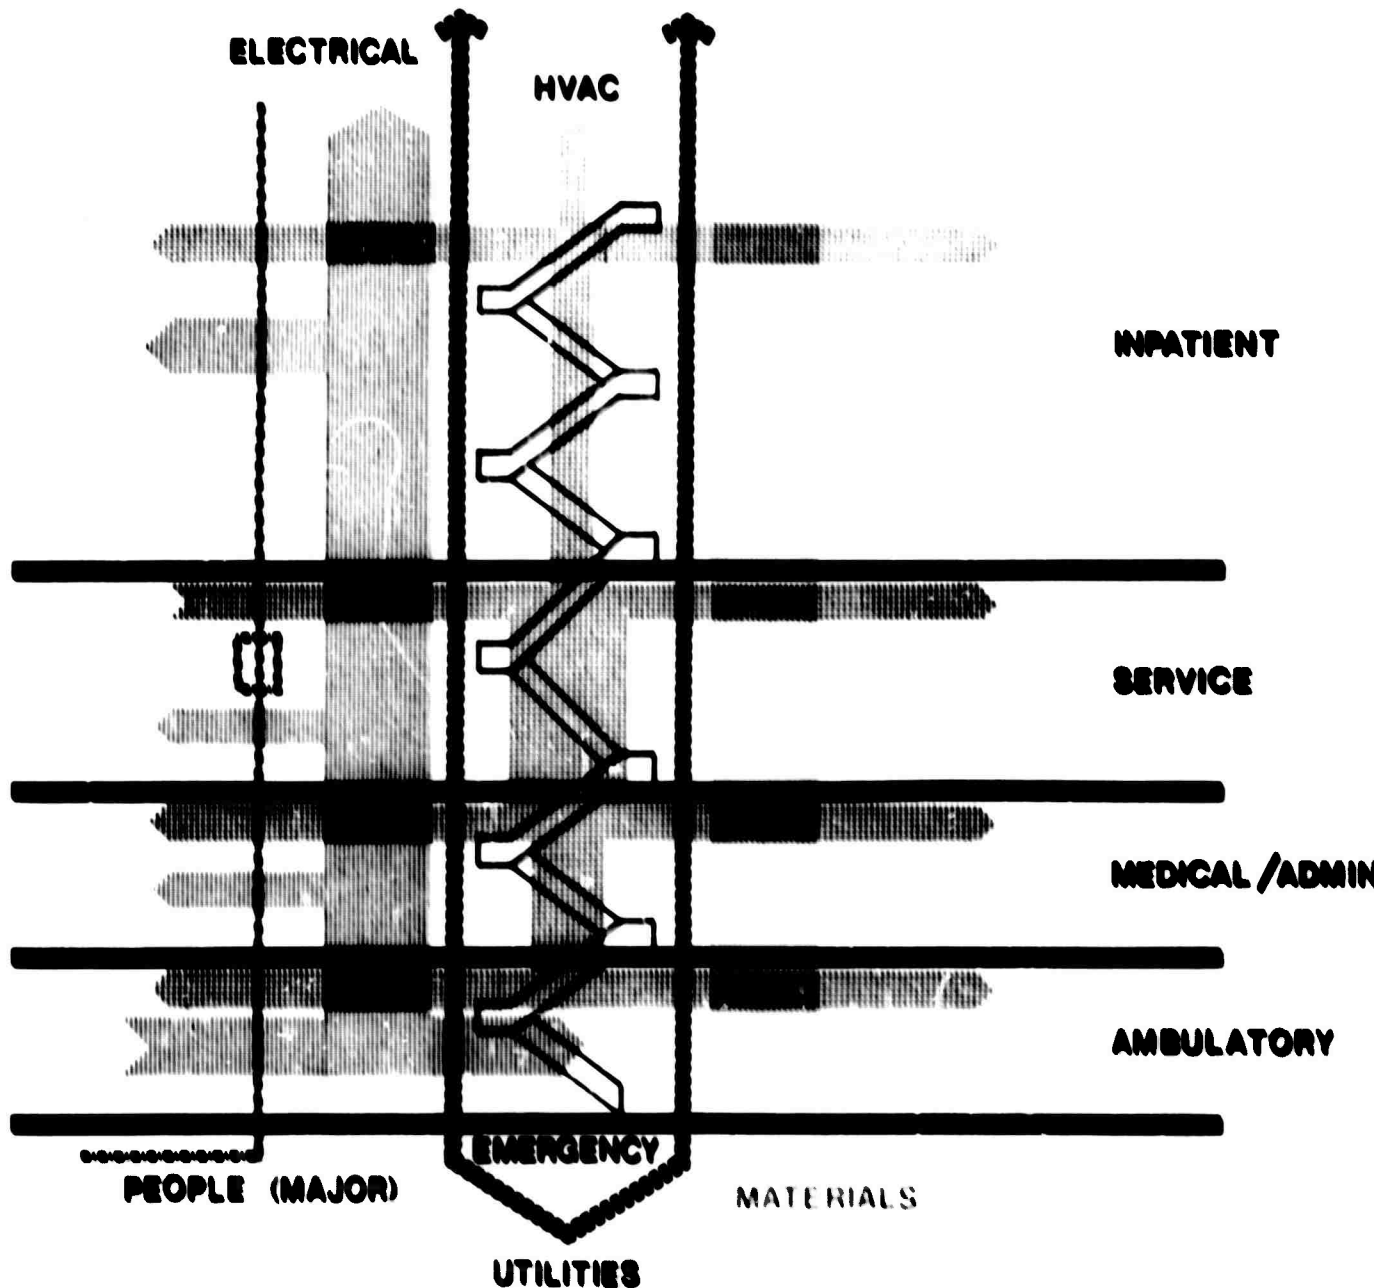 ELECTRICAL
HVAC
INPATIENT
SERVICE
MEDICAL/ADMIN
AMBULATORY
EMERGENCY
PEOPLE (MAJOR)
MATERIALS
UTILITIES